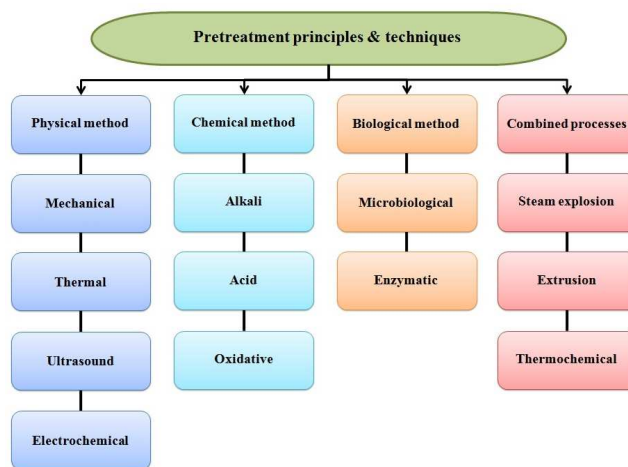 Pretreatment principles & techniques
Physical method
Chemical method
Biological method
Combined processes
Mechanical
Alkali
Microbiological
Steam explosion
Thermal
Acid
Enzymatic
Extrusion
Ultrasound
Oxidative
Thermochemical
Electrochemical